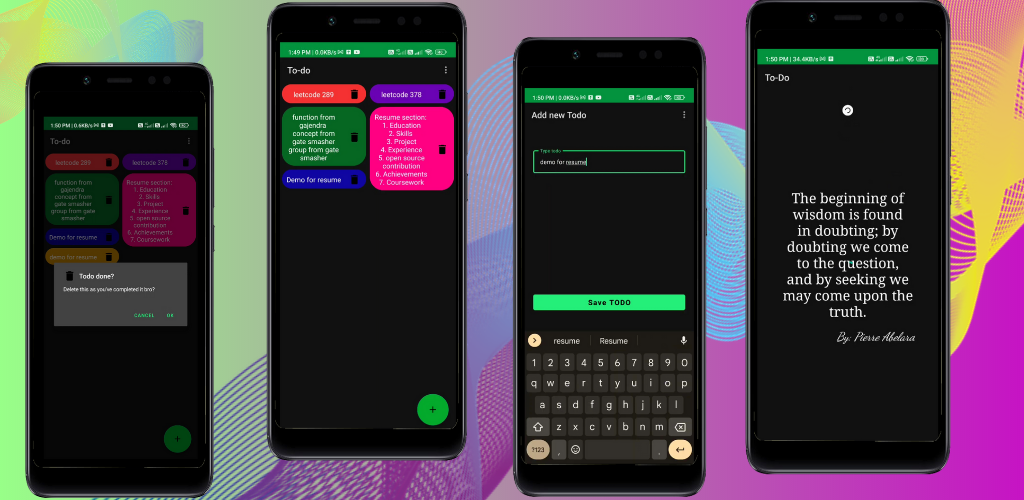 1:50 PM | 0.6KB/s
To-do
leetcode 289
leetcode 378
function from
gajendra
concept from
gate smasher
group from gate
smasher
Resume section:
1. Education
2. Skills
3. Project
4. Experience
5. open source
contribution
6. Achievements
7. Coursework
Demo for resume
demo for resume
Todo done?
Delete this as you've completed it bro?
CANCEL OK
+
1:49 PM | 0.0KB/s
To-do
leetcode 289
leetcode 378
function from
gajendra
concept from
gate smasher
group from gate
smasher
Resume section:
1. Education
2. Skills
3. Project
4. Experience
5. open source
contribution
6. Achievements
7. Coursework
Demo for resume
+
1:50 PM | 0.0KB/s
Add new Todo
Type todo
demo for resume
Save TODO
resume Resume
1 2 3 4 5 6 7 8 9 0
q w e r t y u i o p
a s d f g h j k l
z x c v b n m
?123 , .
1:50 PM | 34.4KB/s
To-Do
The beginning of
wisdom is found
in doubting; by
doubting we come
to the question,
and by seeking we
may come upon the
truth.
By: Pierre Abelara